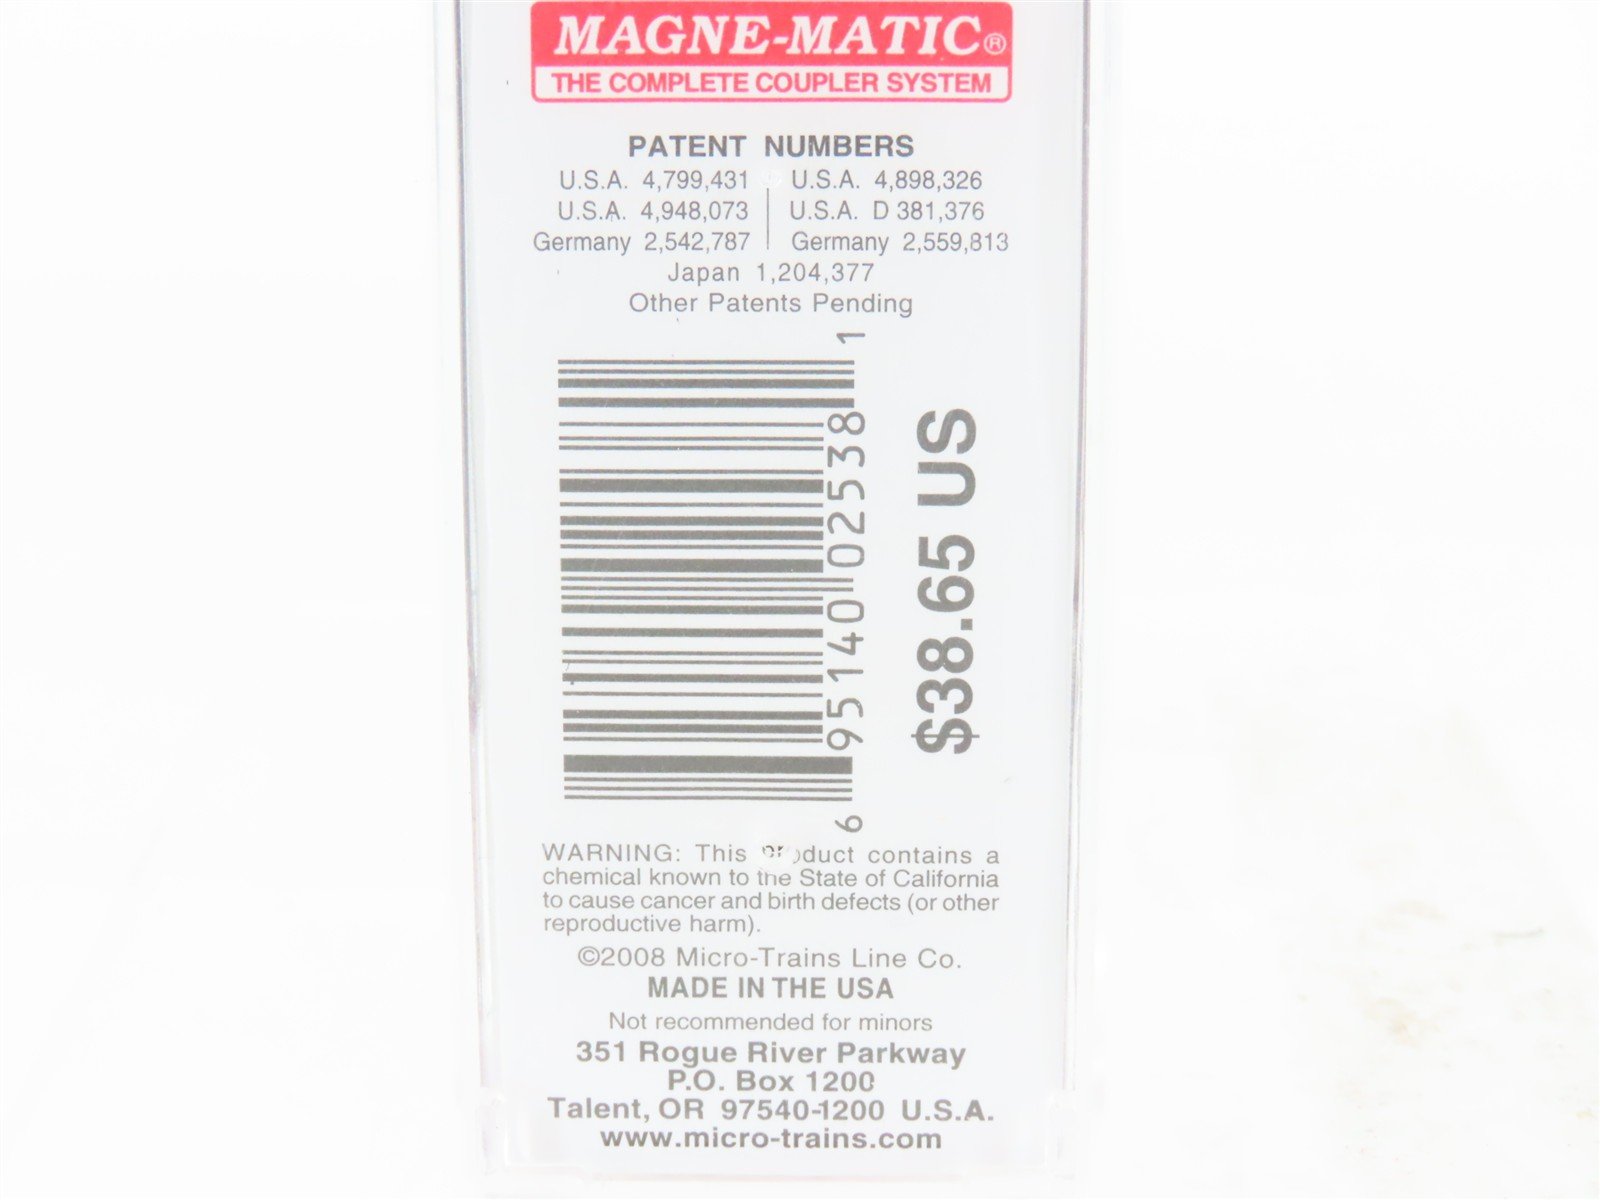 MAGNE-MATIC®
THE COMPLETE COUPLER SYSTEM
PATENT NUMBERS
U.S.A. 4,799,431 U.S.A. 4,898,326
U.S.A. 4,948,073 U.S.A. D 381,376
Germany 2,542,787 Germany 2,559,813
Japan 1,204,377
Other Patents Pending
6 95140 02538 1
$38.65 US
WARNING: This product contains a
chemical known to the State of California
to cause cancer and birth defects (or other
reproductive harm).
©2008 Micro-Trains Line Co.
MADE IN THE USA
Not recommended for minors
351 Rogue River Parkway
P.O. Box 1200
Talent, OR 97540-1200 U.S.A.
www.micro-trains.com